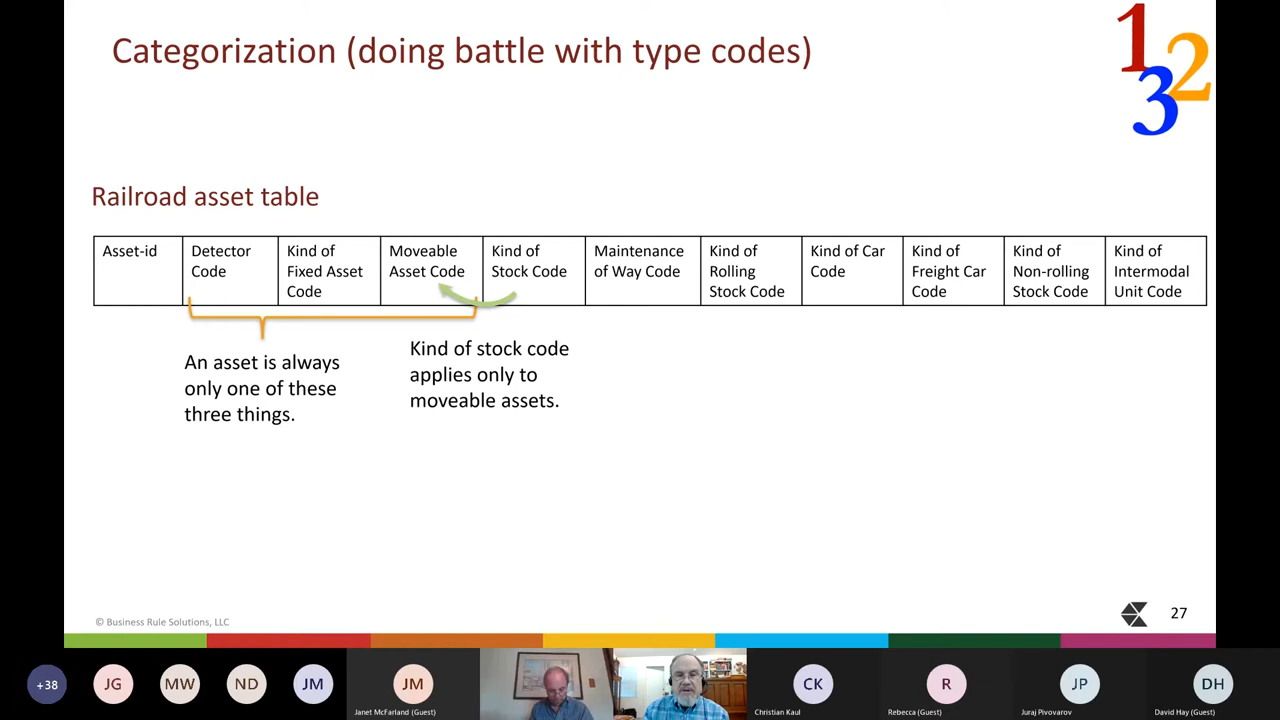 Categorization (doing battle with type codes)
1
2
3
Railroad asset table
Asset-id
Detector
Code
Kind of
Fixed Asset
Code
Moveable
Asset Code
Kind of
Stock Code
Maintenance
of Way Code
Kind of
Rolling
Stock Code
Kind of Car
Code
Kind of
Freight Car
Code
Kind of
Non-rolling
Stock Code
Kind of
Intermodal
Unit Code
An asset is always
only one of these
three things.
Kind of stock code
applies only to
moveable assets.
© Business Rule Solutions, LLC
27
+38
JG
MW
ND
JM
JM
Janet McFarland (Guest)
CK
Christian Kaul
R
Rebecca (Guest)
JP
Juraj Pivovarov
DH
David Hay (Guest)